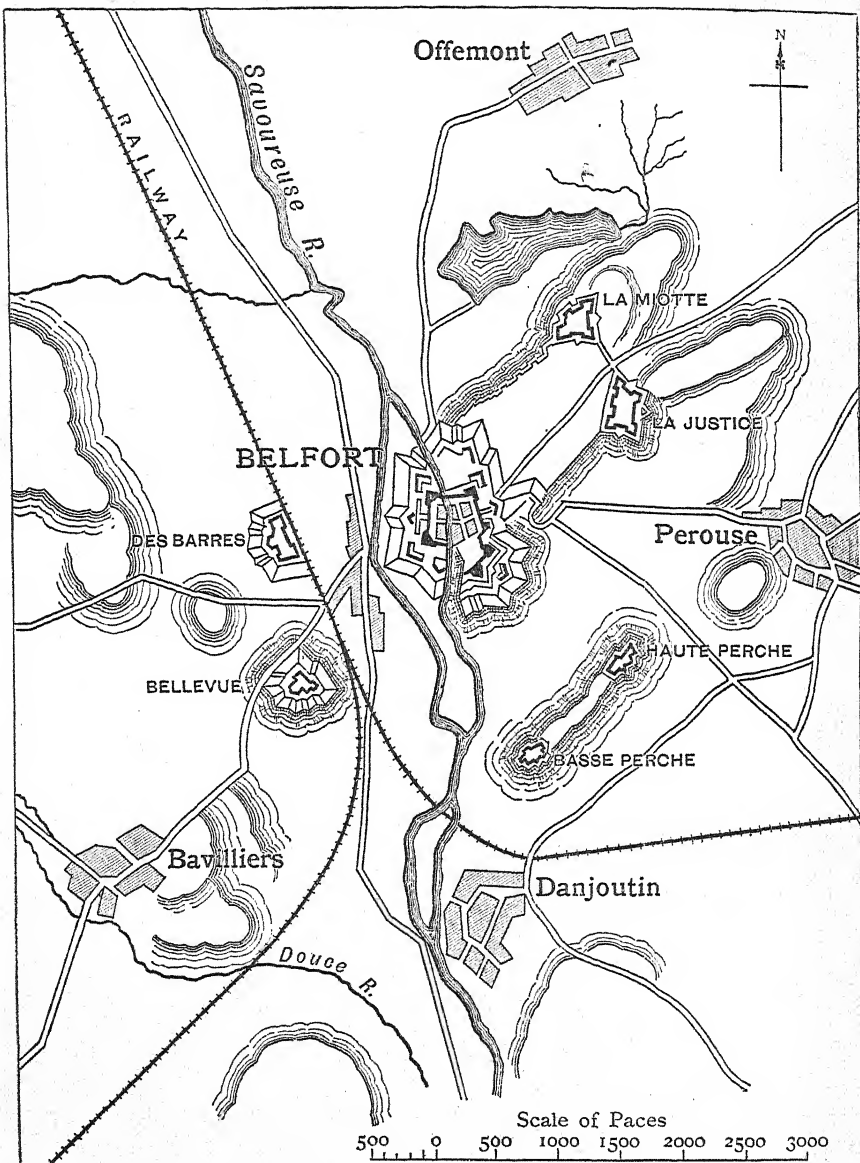 Offemont
N
Savoureuse R.
RAILWAY
LA MIOTTE
LA JUSTICE
BELFORT
DES BARRES
Perouse
HAUTE PERCHE
BELLEVUE
BASSE PERCHE
Bavilliers
Danjoutin
Douce R.
Scale of Paces
500 0 500 1000 1500 2000 2500 3000